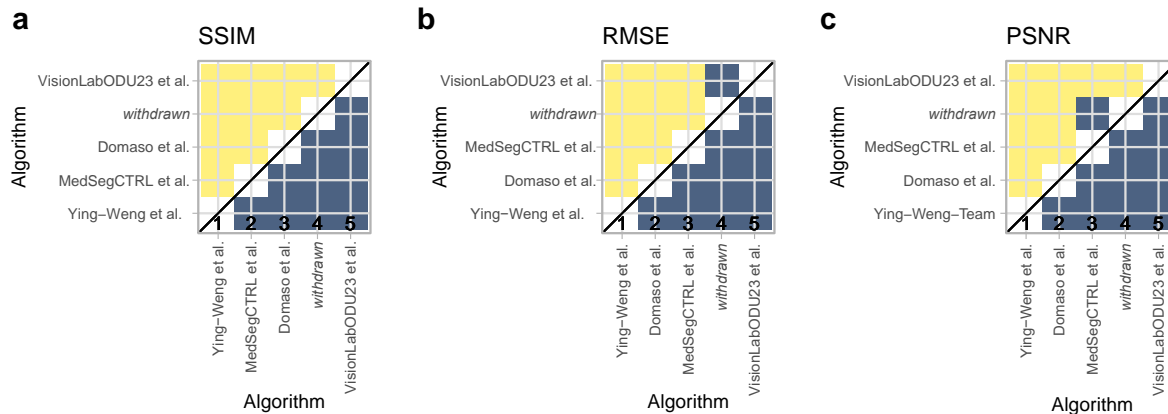 a
SSIM
Algorithm
VisionLabODU23 et al.
withdrawn
Domaso et al.
MedSegCTRL et al.
Ying−Weng et al.
1 2 3 4 5
Ying−Weng et al.
MedSegCTRL et al.
Domaso et al.
withdrawn
VisionLabODU23 et al.
Algorithm
b
RMSE
Algorithm
VisionLabODU23 et al.
withdrawn
MedSegCTRL et al.
Domaso et al.
Ying−Weng et al.
1 2 3 4 5
Ying−Weng et al.
Domaso et al.
MedSegCTRL et al.
withdrawn
VisionLabODU23 et al.
Algorithm
c
PSNR
Algorithm
VisionLabODU23 et al.
withdrawn
MedSegCTRL et al.
Domaso et al.
Ying−Weng−Team
1 2 3 4 5
Ying−Weng et al.
Domaso et al.
MedSegCTRL et al.
withdrawn
VisionLabODU23 et al.
Algorithm